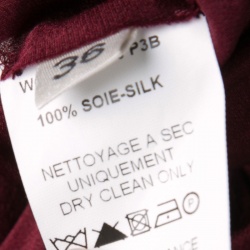 W
36
P3B
100% SOIE-SILK
NETTOYAGE A SEC
UNIQUEMENT
DRY CLEAN ONLY